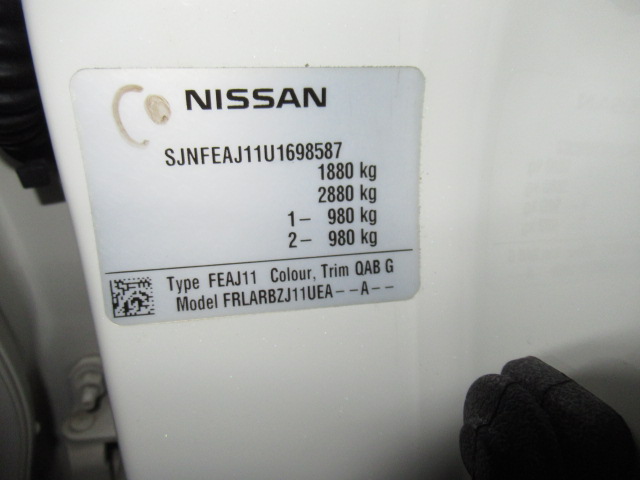 NISSAN
SJNFEAJ11U1698587
1880 kg
2880 kg
1- 980 kg
2- 980 kg
Type FEAJ11 Colour, Trim QAB G
Model FRLARBZJ11UEA--A--